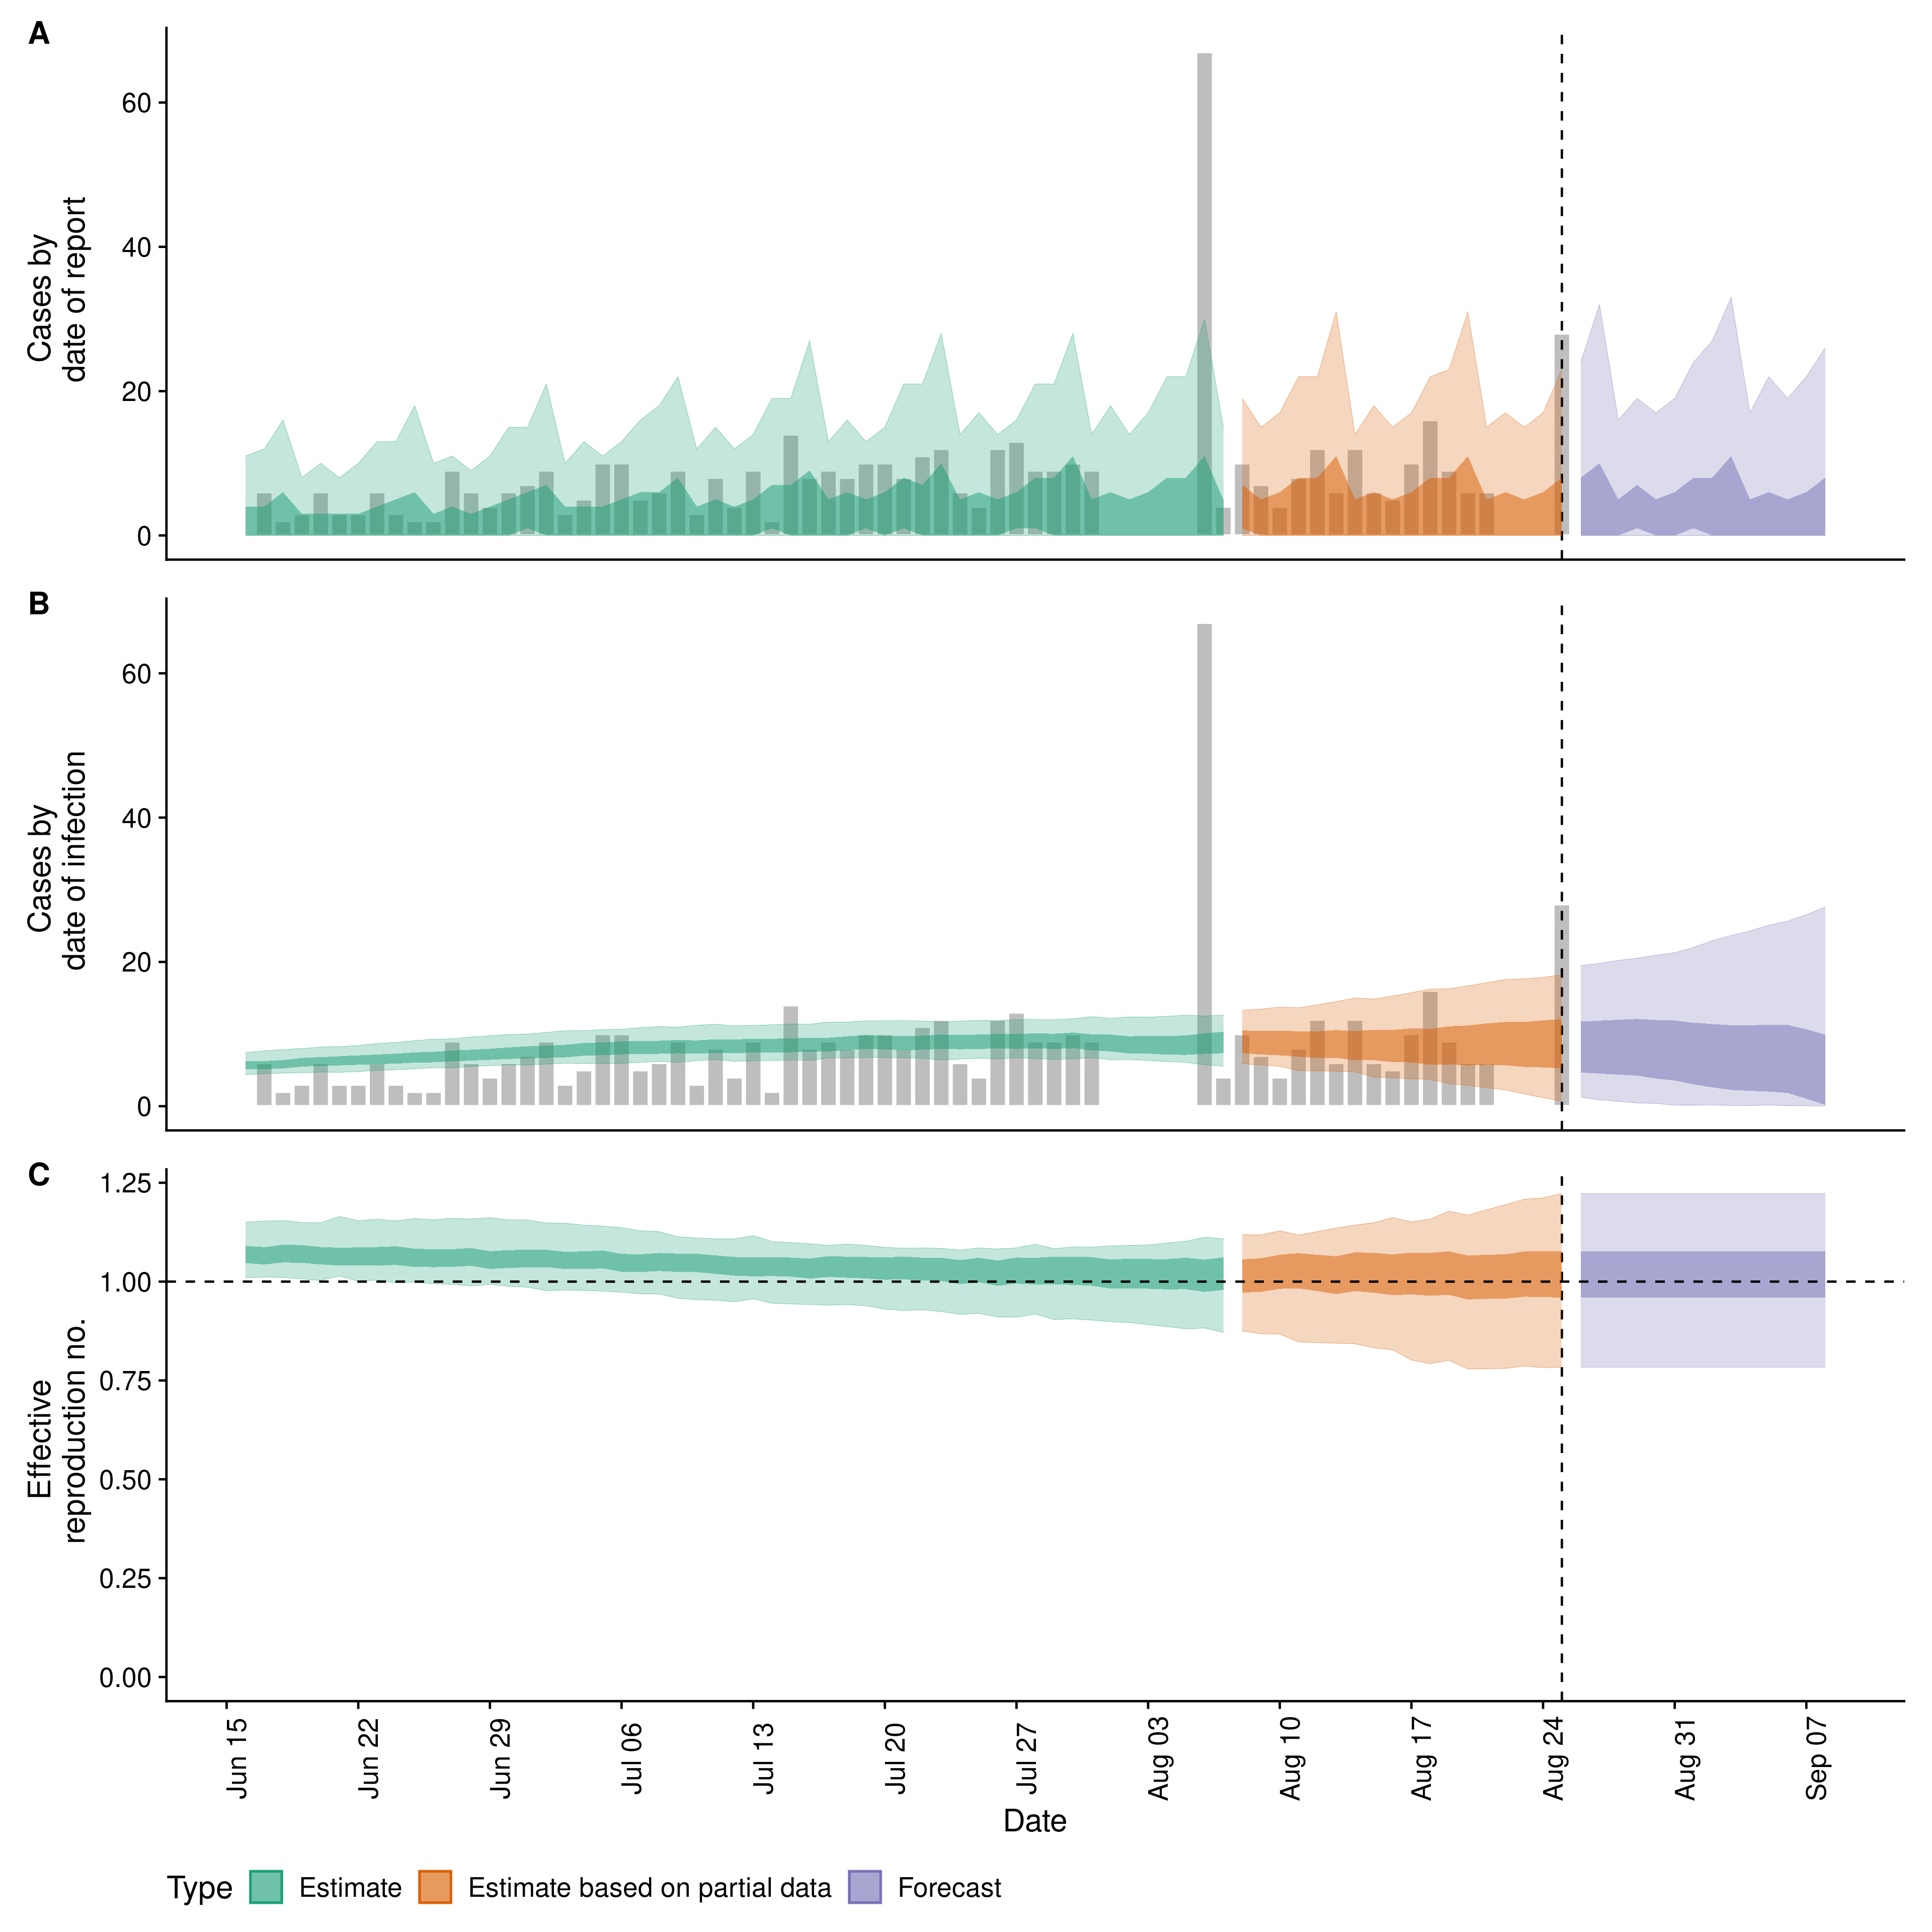 A
Cases by
date of report
60
40
20
0
B
Cases by
date of infection
60
40
20
0
C
Effective
reproduction no.
1.25
1.00
0.75
0.50
0.25
0.00
Jun 15
Jun 22
Jun 29
Jul 06
Jul 13
Jul 20
Jul 27
Aug 03
Aug 10
Aug 17
Aug 24
Aug 31
Sep 07
Date
Type Estimate Estimate based on partial data Forecast